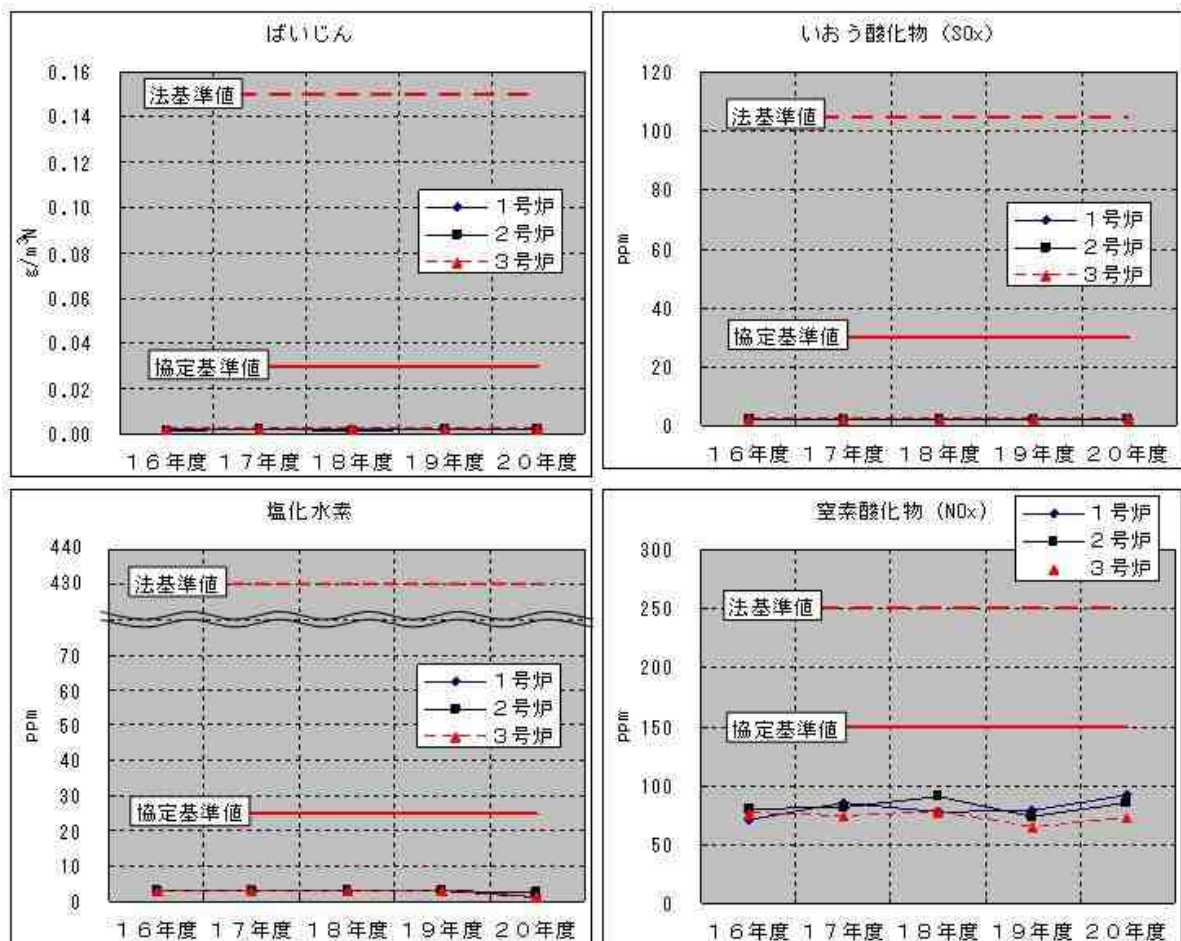 ばいじん
0.16
0.14
0.12
0.10
0.08
0.06
0.04
0.02
0.00
g/m³N
法基準値
1号炉
2号炉
3号炉
協定基準値
16年度 17年度 18年度 19年度 20年度
いおう酸化物 (SOx)
120
100
80
60
40
20
0
ppm
法基準値
1号炉
2号炉
3号炉
協定基準値
16年度 17年度 18年度 19年度 20年度
塩化水素
440
430
70
60
50
40
30
20
10
0
ppm
法基準値
1号炉
2号炉
3号炉
協定基準値
16年度 17年度 18年度 19年度 20年度
窒素酸化物 (NOx)
300
250
200
150
100
50
0
ppm
1号炉
2号炉
3号炉
法基準値
協定基準値
16年度 17年度 18年度 19年度 20年度